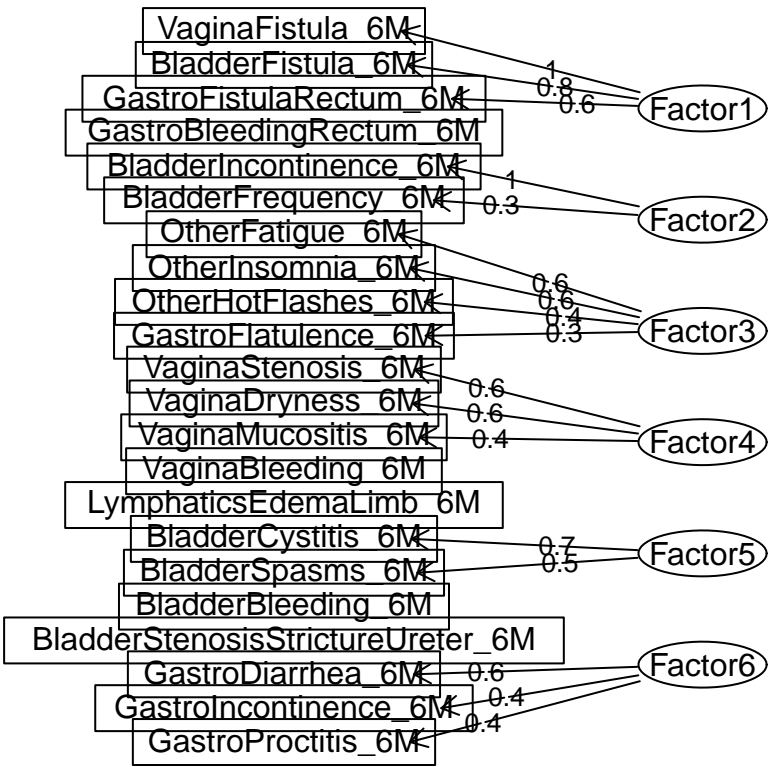 VaginaFistula_6M
BladderFistula_6M
GastroFistulaRectum_6M
GastroBleedingRectum_6M
BladderIncontinence_6M
BladderFrequency_6M
OtherFatigue_6M
OtherInsomnia_6M
OtherHotFlashes_6M
GastroFlatulence_6M
VaginaStenosis_6M
VaginaDryness_6M
VaginaMucositis_6M
VaginaBleeding_6M
LymphaticsEdemaLimb_6M
BladderCystitis_6M
BladderSpasms_6M
BladderBleeding_6M
BladderStenosisStrictureUreter_6M
GastroDiarrhea_6M
GastroIncontinence_6M
GastroProctitis_6M
1
0.8
0.6
1
0.3
0.6
0.6
0.4
0.3
0.6
0.6
0.4
0.7
0.5
0.6
0.4
0.4
Factor1
Factor2
Factor3
Factor4
Factor5
Factor6